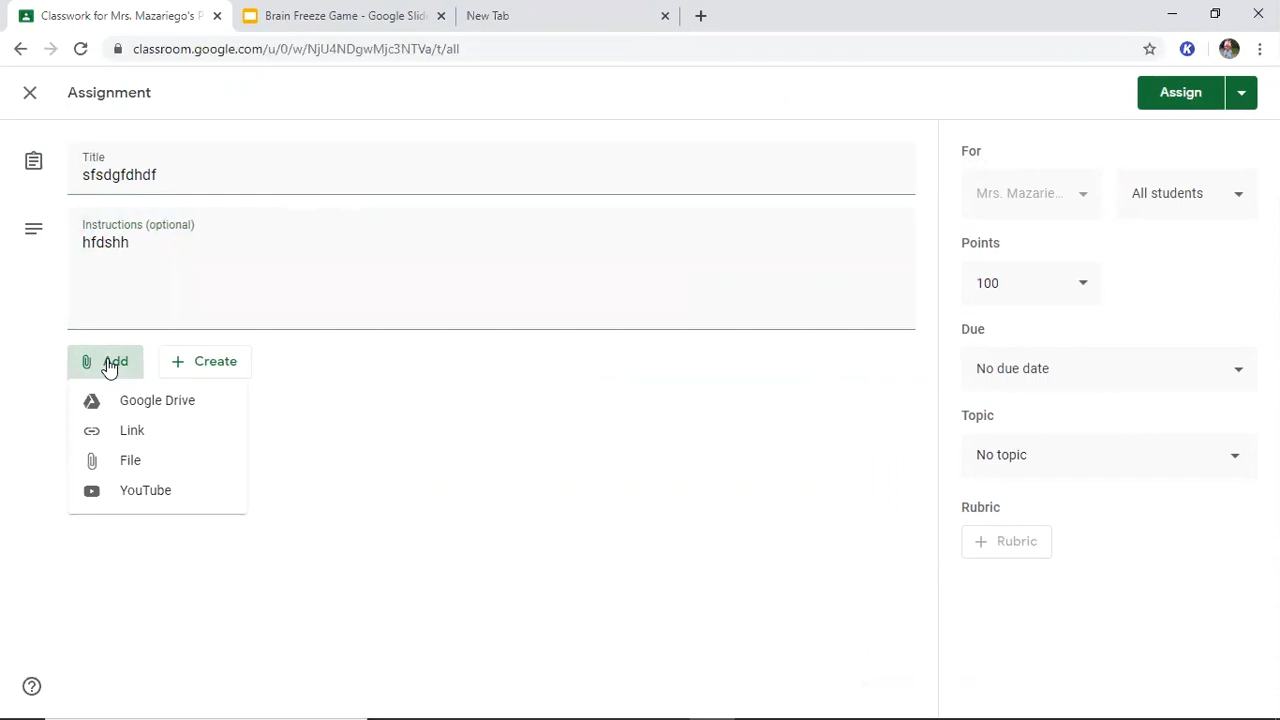 Classwork for Mrs. Mazariego's P
Brain Freeze Game - Google Slid
New Tab
classroom.google.com/u/0/w/NjU4NDgwMjc3NTVa/t/all
Assignment
Assign
Title
sfsdgfdhdf
Instructions (optional)
hfdshh
Add
Create
Google Drive
Link
File
YouTube
For
Mrs. Mazarie...
All students
Points
100
Due
No due date
Topic
No topic
Rubric
Rubric